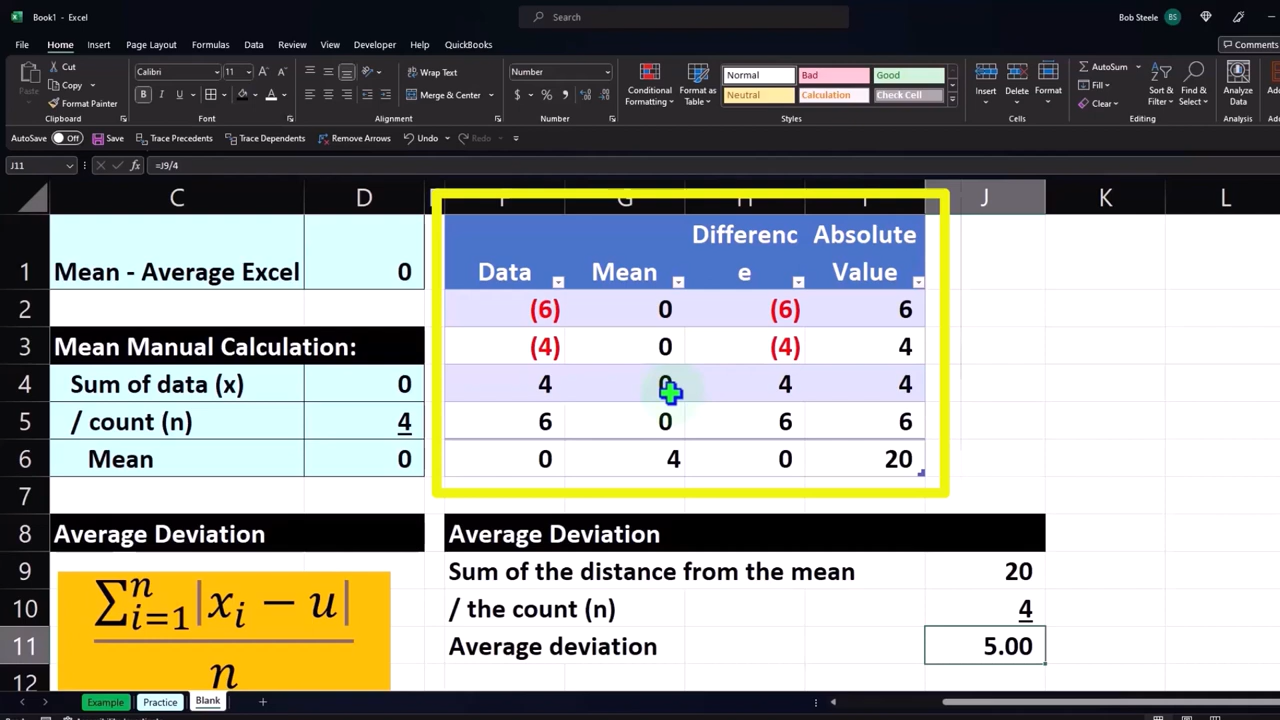 Book1 - Excel
Search
Bob Steele BS
File Home Insert Page Layout Formulas Data Review View Developer Help QuickBooks
Comments
Cut
Copy
Format Painter
Clipboard
Calibri 11
B I U
Font
Wrap Text
Merge & Center
Alignment
Number
$ % 9
Number
Conditional Formatting
Format as Table
Normal Bad Good
Neutral Calculation Check Cell
Styles
Insert Delete Format
Cells
AutoSum
Fill
Clear
Sort & Filter
Find & Select
Editing
Analyze Data
Analysis
AutoSave Off Save Trace Precedents Trace Dependents Remove Arrows Undo Redo
J11 fx =J9/4
C D G J K L
Differenc Absolute
1 Mean - Average Excel 0 Data Mean e Value
2 (6) 0 (6) 6
3 Mean Manual Calculation: (4) 0 (4) 4
4 Sum of data (x) 0 4 0 4 4
5 / count (n) 4 6 0 6 6
6 Mean 0 0 4 0 20
7
8 Average Deviation Average Deviation
9 Sum of the distance from the mean 20
10 / the count (n) 4
11 Average deviation 5.00
12
∑ⁿᵢ₌₁ |xᵢ − u|
n
Example Practice Blank